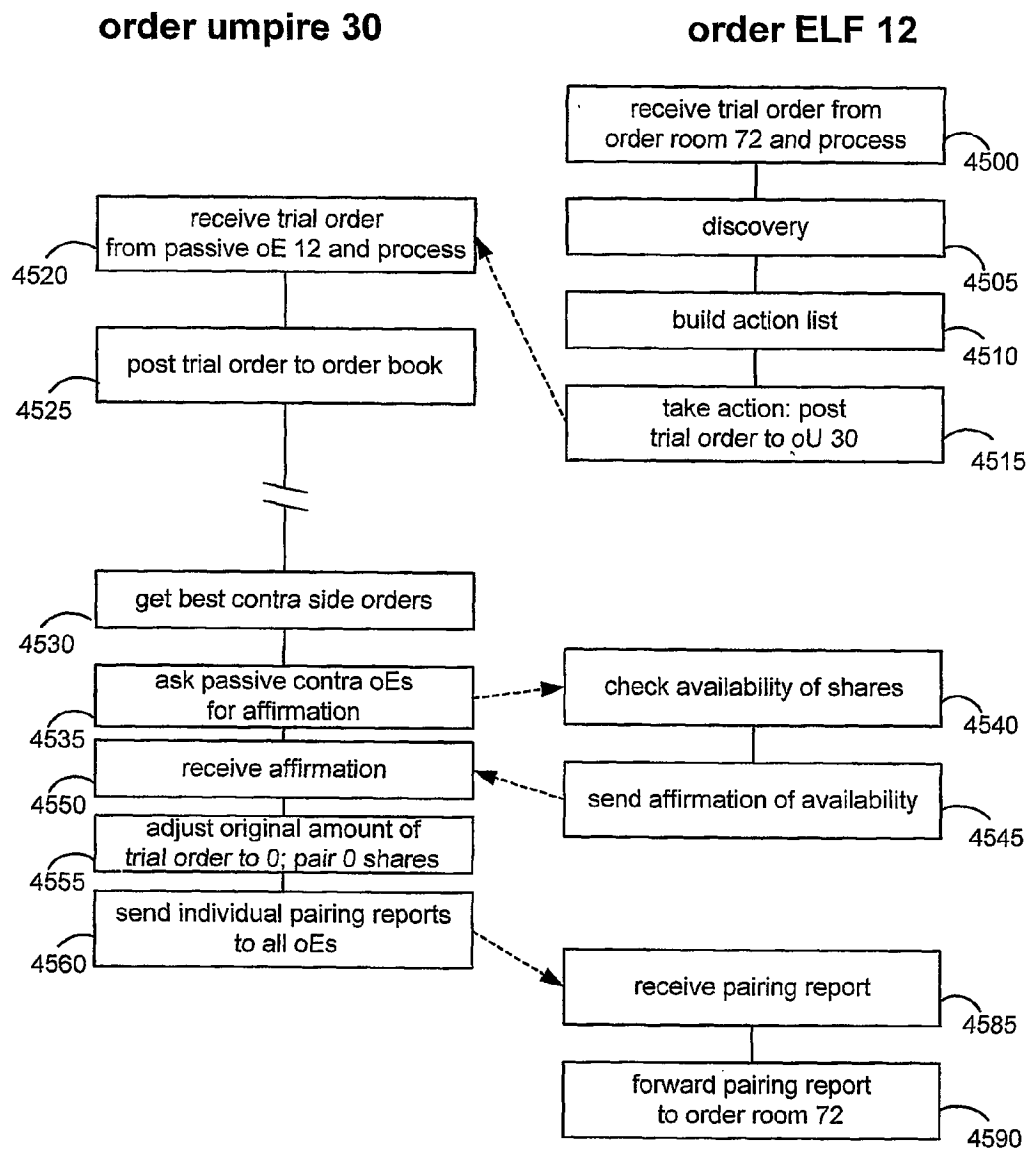 order umpire 30
order ELF 12
receive trial order from
order room 72 and process
4500
discovery
4505
build action list
4510
take action: post
trial order to oU 30
4515
receive trial order
from passive oE 12 and process
4520
post trial order to order book
4525
get best contra side orders
4530
ask passive contra oEs
for affirmation
4535
check availability of shares
4540
send affirmation of availability
4545
receive affirmation
4550
adjust original amount of
trial order to 0; pair 0 shares
4555
send individual pairing reports
to all oEs
4560
receive pairing report
4585
forward pairing report
to order room 72
4590